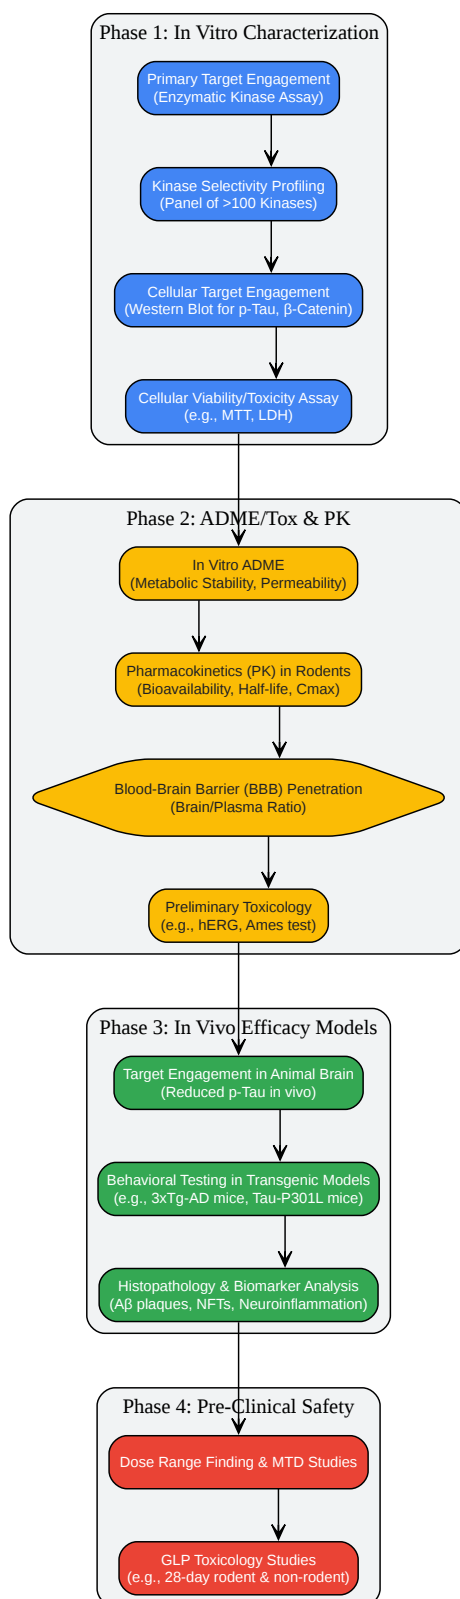 Phase 1: In Vitro Characterization
Primary Target Engagement
(Enzymatic Kinase Assay)
Kinase Selectivity Profiling
(Panel of >100 Kinases)
Cellular Target Engagement
(Western Blot for p-Tau, β-Catenin)
Cellular Viability/Toxicity Assay
(e.g., MTT, LDH)
Phase 2: ADME/Tox & PK
In Vitro ADME
(Metabolic Stability, Permeability)
Pharmacokinetics (PK) in Rodents
(Bioavailability, Half-life, Cmax)
Blood-Brain Barrier (BBB) Penetration
(Brain/Plasma Ratio)
Preliminary Toxicology
(e.g., hERG, Ames test)
Phase 3: In Vivo Efficacy Models
Target Engagement in Animal Brain
(Reduced p-Tau in vivo)
Behavioral Testing in Transgenic Models
(e.g., 3xTg-AD mice, Tau-P301L mice)
Histopathology & Biomarker Analysis
(Aβ plaques, NFTs, Neuroinflammation)
Phase 4: Pre-Clinical Safety
Dose Range Finding & MTD Studies
GLP Toxicology Studies
(e.g., 28-day rodent & non-rodent)